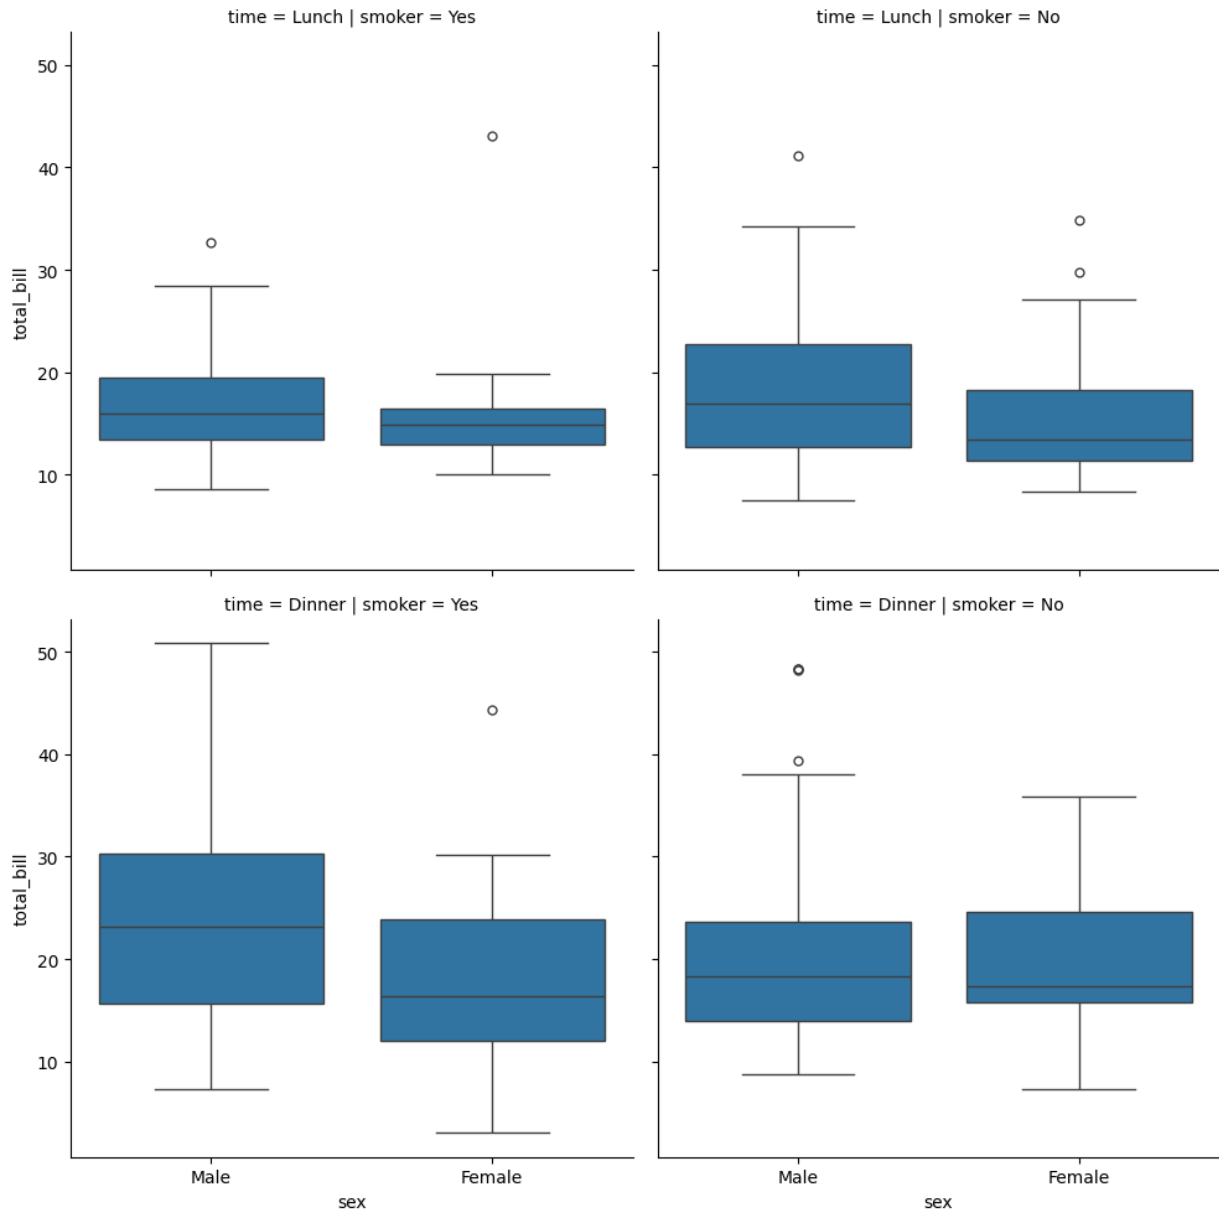 time = Lunch | smoker = Yes
time = Lunch | smoker = No
50
40
30
20
10
total_bill
time = Dinner | smoker = Yes
time = Dinner | smoker = No
50
40
30
20
10
total_bill
Male
Female
Male
Female
sex
sex